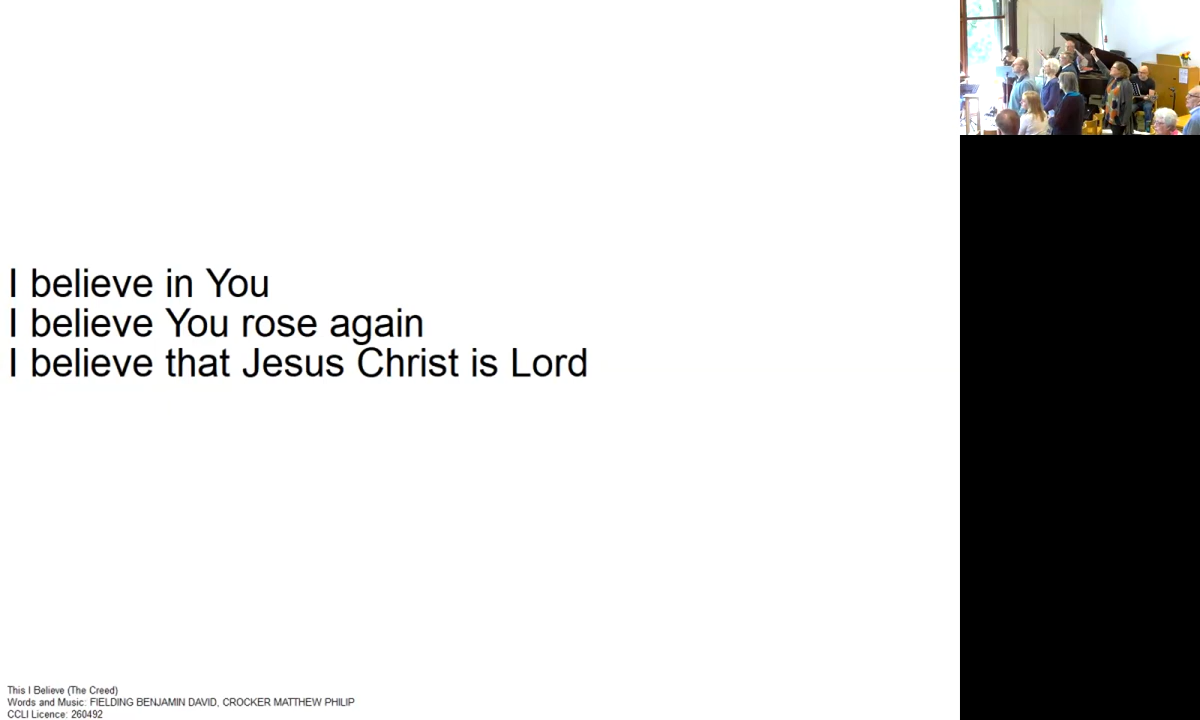 I believe in You
I believe You rose again
I believe that Jesus Christ is Lord
This I Believe (The Creed)
Words and Music: FIELDING BENJAMIN DAVID, CROCKER MATTHEW PHILIP
CCLI Licence: 260492